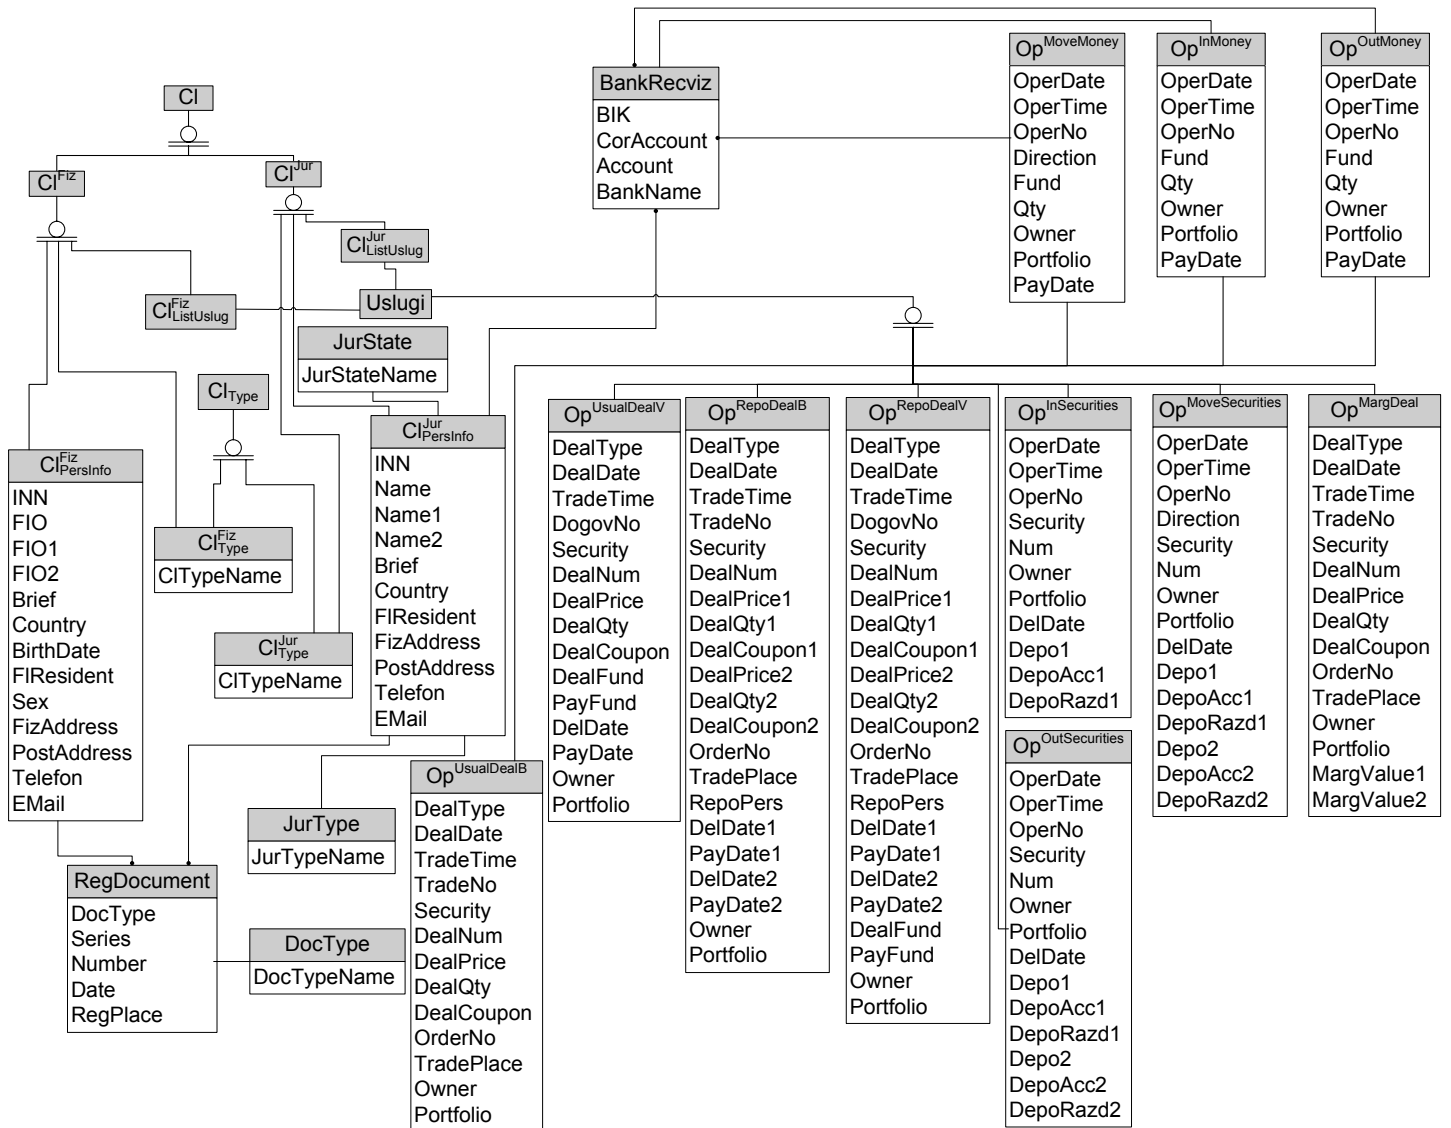 Cl
Cl^Fiz
Cl^Jur
Cl^Jur_ListUslug
Cl^Fiz_ListUslug
Uslugi
BankRecviz
BIK
CorAccount
Account
BankName
Op^MoveMoney
OperDate
OperTime
OperNo
Direction
Fund
Qty
Owner
Portfolio
PayDate
Op^InMoney
OperDate
OperTime
OperNo
Fund
Qty
Owner
Portfolio
PayDate
Op^OutMoney
OperDate
OperTime
OperNo
Fund
Qty
Owner
Portfolio
PayDate
JurState
JurStateName
Cl_Type
Cl^Fiz_PersInfo
INN
FIO
FIO1
FIO2
Brief
Country
BirthDate
FlResident
Sex
FizAddress
PostAddress
Telefon
EMail
Cl^Fiz_Type
ClTypeName
Cl^Jur_Type
ClTypeName
Cl^Jur_PersInfo
INN
Name
Name1
Name2
Brief
Country
FlResident
FizAddress
PostAddress
Telefon
EMail
JurType
JurTypeName
RegDocument
DocType
Series
Number
Date
RegPlace
DocType
DocTypeName
Op^UsualDealB
DealType
DealDate
TradeTime
TradeNo
Security
DealNum
DealPrice
DealQty
DealCoupon
OrderNo
TradePlace
Owner
Portfolio
Op^UsualDealV
DealType
DealDate
TradeTime
DogovNo
Security
DealNum
DealPrice
DealQty
DealCoupon
DealFund
PayFund
DelDate
PayDate
Owner
Portfolio
Op^RepoDealB
DealType
DealDate
TradeTime
TradeNo
Security
DealNum
DealPrice1
DealQty1
DealCoupon1
DealPrice2
DealQty2
DealCoupon2
OrderNo
TradePlace
RepoPers
DelDate1
PayDate1
DelDate2
PayDate2
Owner
Portfolio
Op^RepoDealV
DealType
DealDate
TradeTime
DogovNo
Security
DealNum
DealPrice1
DealQty1
DealCoupon1
DealPrice2
DealQty2
DealCoupon2
OrderNo
TradePlace
RepoPers
DelDate1
PayDate1
DelDate2
PayDate2
DealFund
PayFund
Owner
Portfolio
Op^InSecurities
OperDate
OperTime
OperNo
Security
Num
Owner
Portfolio
DelDate
Depo1
DepoAcc1
DepoRazd1
Op^OutSecurities
OperDate
OperTime
OperNo
Security
Num
Owner
Portfolio
DelDate
Depo1
DepoAcc1
DepoRazd1
Depo2
DepoAcc2
DepoRazd2
Op^MoveSecurities
OperDate
OperTime
OperNo
Direction
Security
Num
Owner
Portfolio
DelDate
Depo1
DepoAcc1
DepoRazd1
Depo2
DepoAcc2
DepoRazd2
Op^MargDeal
DealType
DealDate
TradeTime
TradeNo
Security
DealNum
DealPrice
DealQty
DealCoupon
OrderNo
TradePlace
Owner
Portfolio
MargValue1
MargValue2